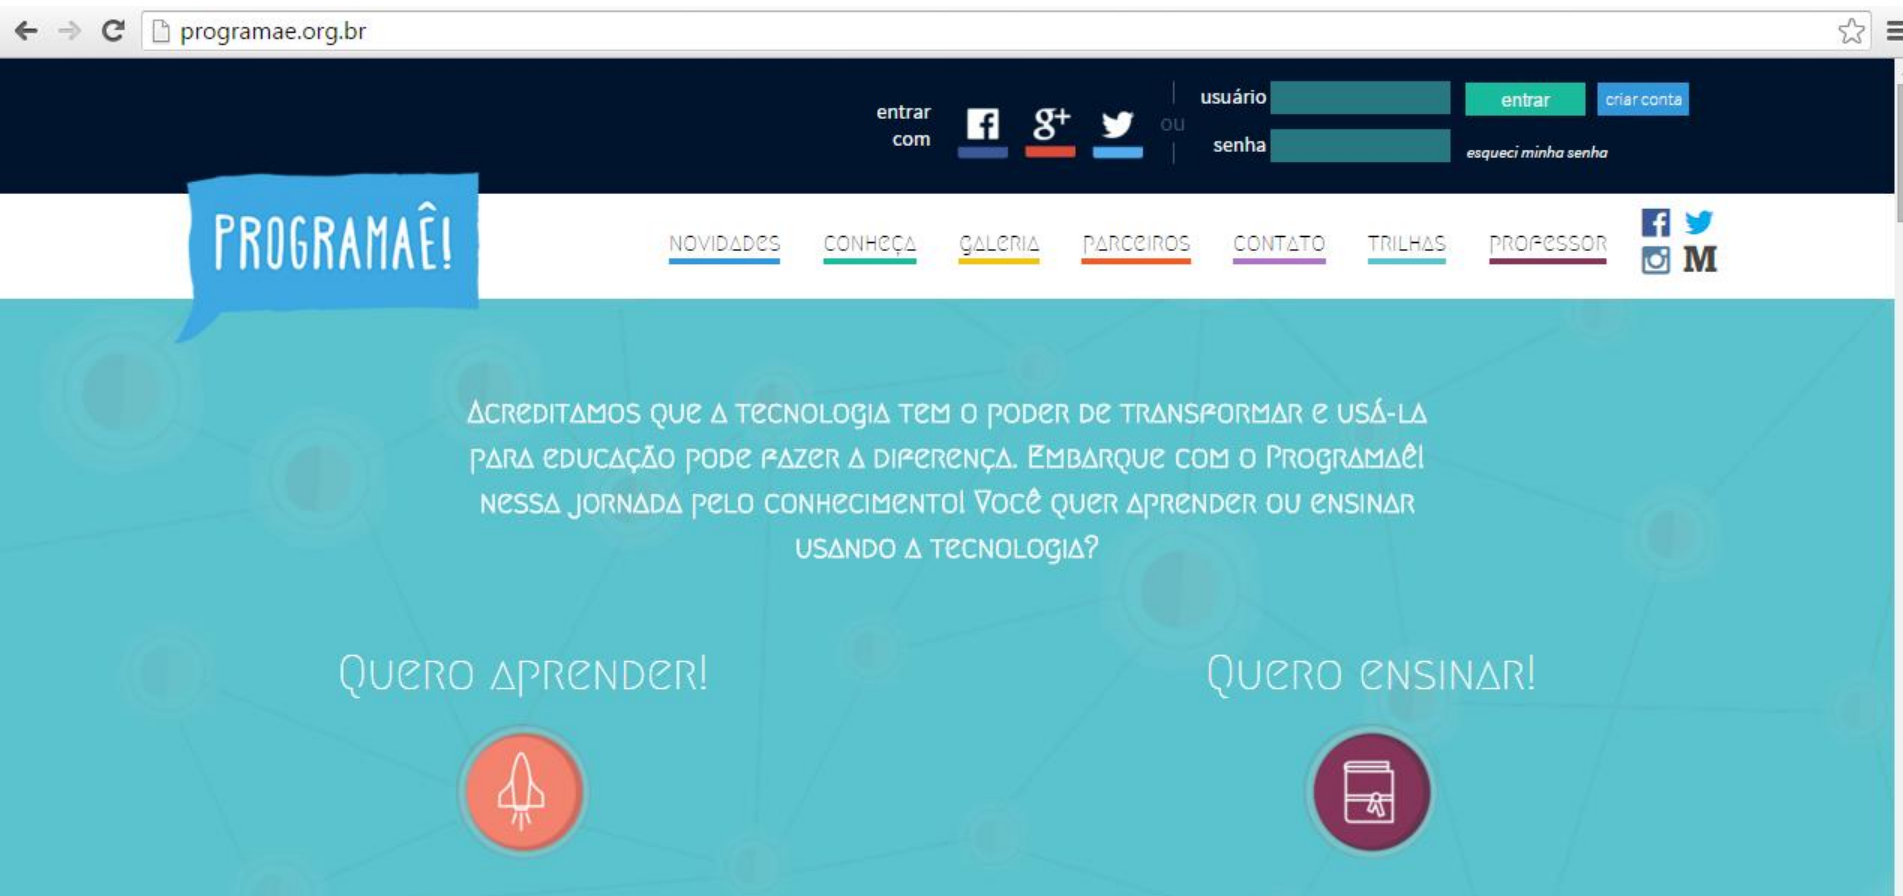 programae.org.br
entrar
com
g+
ou
usuário
senha
entrar
criar conta
esqueci minha senha
PROGRAMAÊ!
NOVIDADES CONHEÇA GALERIA PARCEIROS CONTATO TRILHAS PROFESSOR
M
Acreditamos que a tecnologia tem o poder de transformar e usá-la
para educação pode fazer a diferença. Embarque com o Programaê!
nessa jornada pelo conhecimento! Você quer aprender ou ensinar
usando a tecnologia?
Quero aprender!
Quero ensinar!